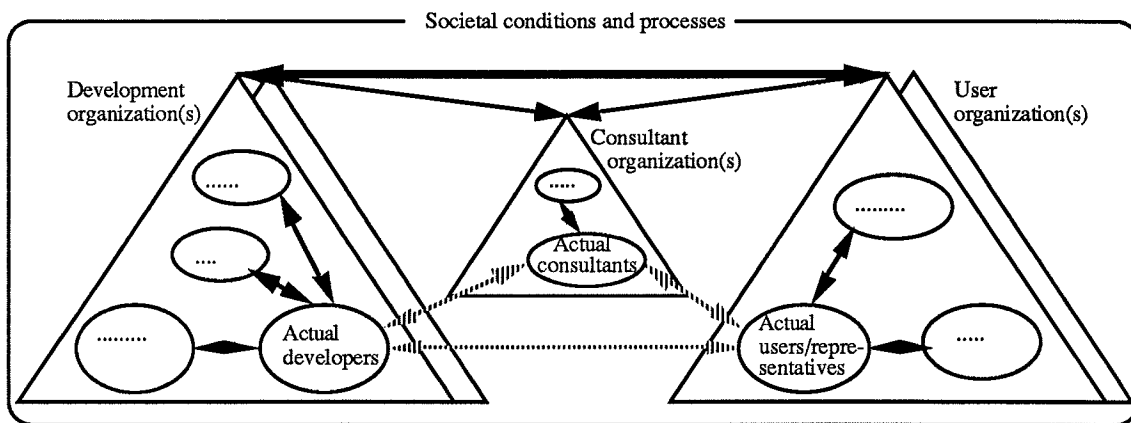 Societal conditions and processes
Development
organization(s)
User
organization(s)
Consultant
organization(s)
......
.....
.........
....
Actual
consultants
.........
Actual
developers
Actual
users/repre-
sentatives
.....